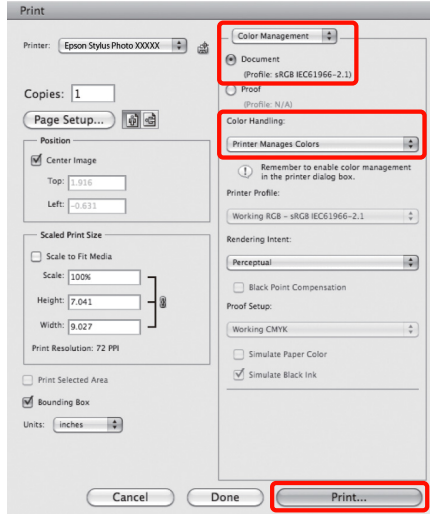 Print
Printer: Epson Stylus Photo XXXXX
Copies: 1
Page Setup...
Position
Center Image
Top: 1.916
Left: -0.631
Scaled Print Size
Scale to Fit Media
Scale: 100%
Height: 7.041
Width: 9.027
Print Resolution: 72 PPI
Print Selected Area
Bounding Box
Units: inches
Color Management
Document
(Profile: sRGB IEC61966-2.1)
Proof
(Profile: N/A)
Color Handling:
Printer Manages Colors
Remember to enable color management
in the printer dialog box.
Printer Profile:
Working RGB - sRGB IEC61966-2.1
Rendering Intent:
Perceptual
Black Point Compensation
Proof Setup:
Working CMYK
Simulate Paper Color
Simulate Black Ink
Cancel
Done
Print...